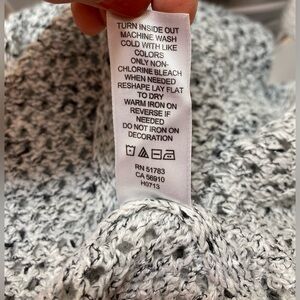 TURN INSIDE OUT
MACHINE WASH
COLD WITH LIKE
COLORS
ONLY NON-
CHLORINE BLEACH
WHEN NEEDED
RESHAPE LAY FLAT
TO DRY
WARM IRON ON
REVERSE IF
NEEDED
DO NOT IRON ON
DECORATION
RN 51783
CA 56910
H0713